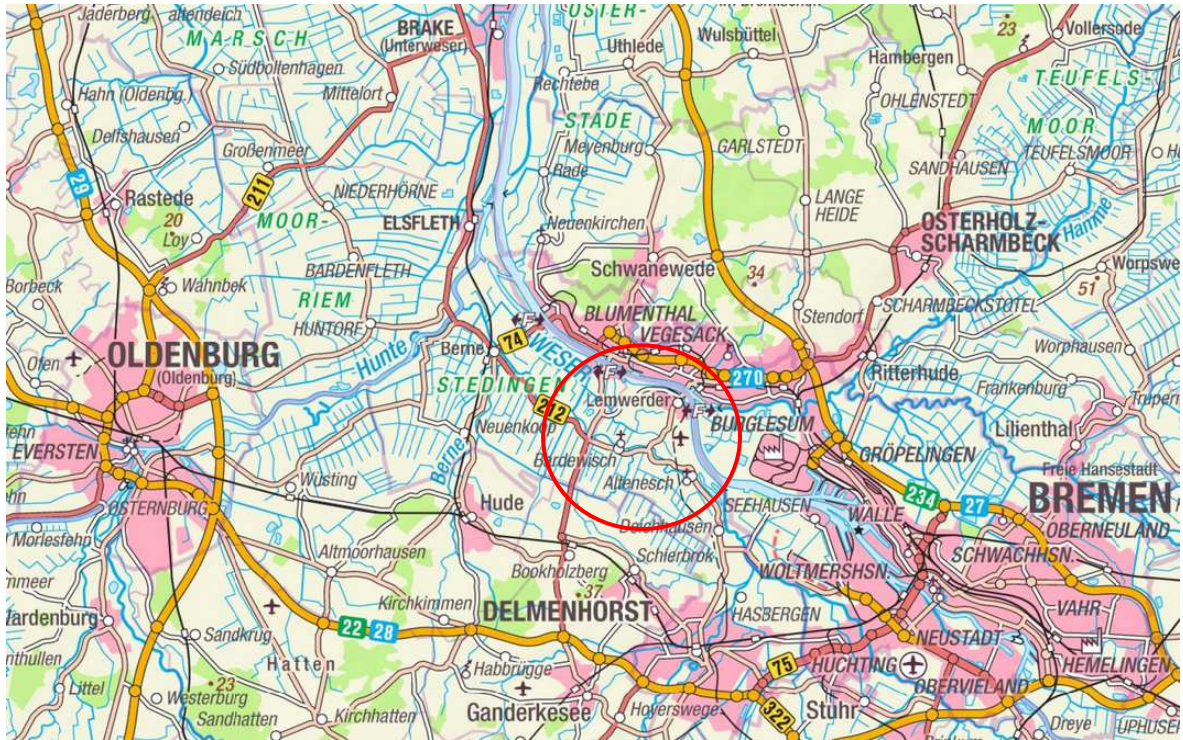 Jaderberg
altendeich
OSTER-
Wulsbüttel
23
Vollersode
MARSCH
BRAKE
(Unterweser)
Uthlede
Hambergen
TEUFELS-
Südbollenhagen
Rechtebe
Hahn (Oldenbg.)
Mittelort
OHLENSTEDT
MOOR
Delfshausen
STADE
Großenmeer
Meyenburg
GARLSTEDT
TEUFELSMOOR
29
211
Rade
SANDHAUSEN
Rastede
NIEDERHÖRNE
LANGE
HEIDE
20
Loy
MOOR-
ELSFLETH
Neuenkirchen
OSTERHOLZ-
SCHARMBECK
Hamme
BARDENFLETH
Schwanewede
34
Worpswe
51
Borbeck
Wahnbek
RIEM
BLUMENTHAL
SCHARMBECKSTOTEL
HUNTORF
F
VEGESACK
Stendorf
Ofen
OLDENBURG
(Oldenburg)
Hunte
Berne
74
WESER
Worphausen
STEDINGEN
F
270
Ritterhude
Frankenburg
212
Lemwerder
F
Truperm
Neuenkoop
BURGLESUM
Lilienthal
EVERSTEN
Bardewisch
GRÖPELINGEN
Berne
Freie Hansestadt
Wüsting
Altenesch
234
27
BREMEN
OSTERNBURG
Hude
SEEHAUSEN
WALLE
OBERNEULAND
Deichhausen
Altmoorhausen
Schierbrok
SCHWACHHSN.
Bookholzberg
WOLTMERSHSN.
37
Kirchkimmen
DELMENHORST
HASBERGEN
VAHR
Wardenburg
22
28
Sandkrug
NEUSTADT
Hatten
Habbrügge
75
HUCHTING
HEMELINGEN
Littel
23
Westerburg
OBERVIELAND
Sandhatten
Kirchhatten
Ganderkesee
Hoyerswege
322
Stuhr
Dreye
UPHUSEN